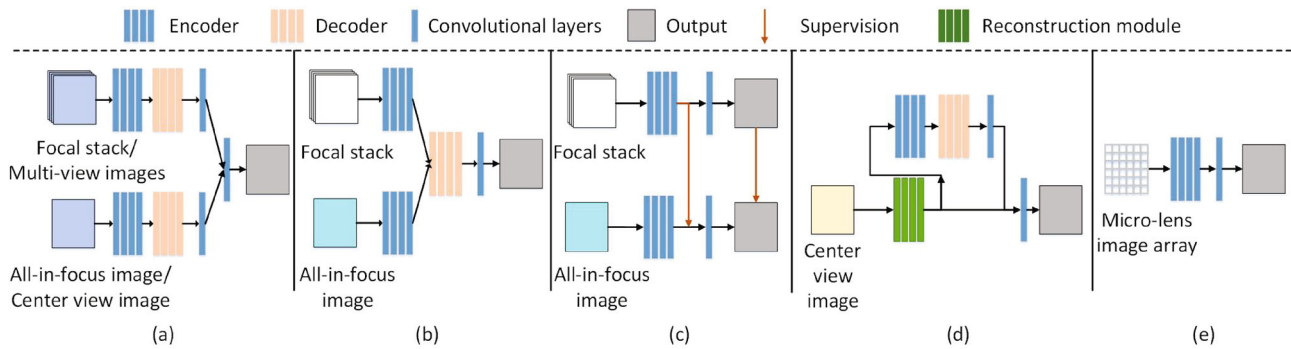 Encoder Decoder Convolutional layers Output Supervision Reconstruction module
Focal stack/
Multi-view images
All-in-focus image/
Center view image
(a)
Focal stack
All-in-focus
image
(b)
Focal stack
All-in-focus
image
(c)
Center
view
image
(d)
Micro-lens
image array
(e)